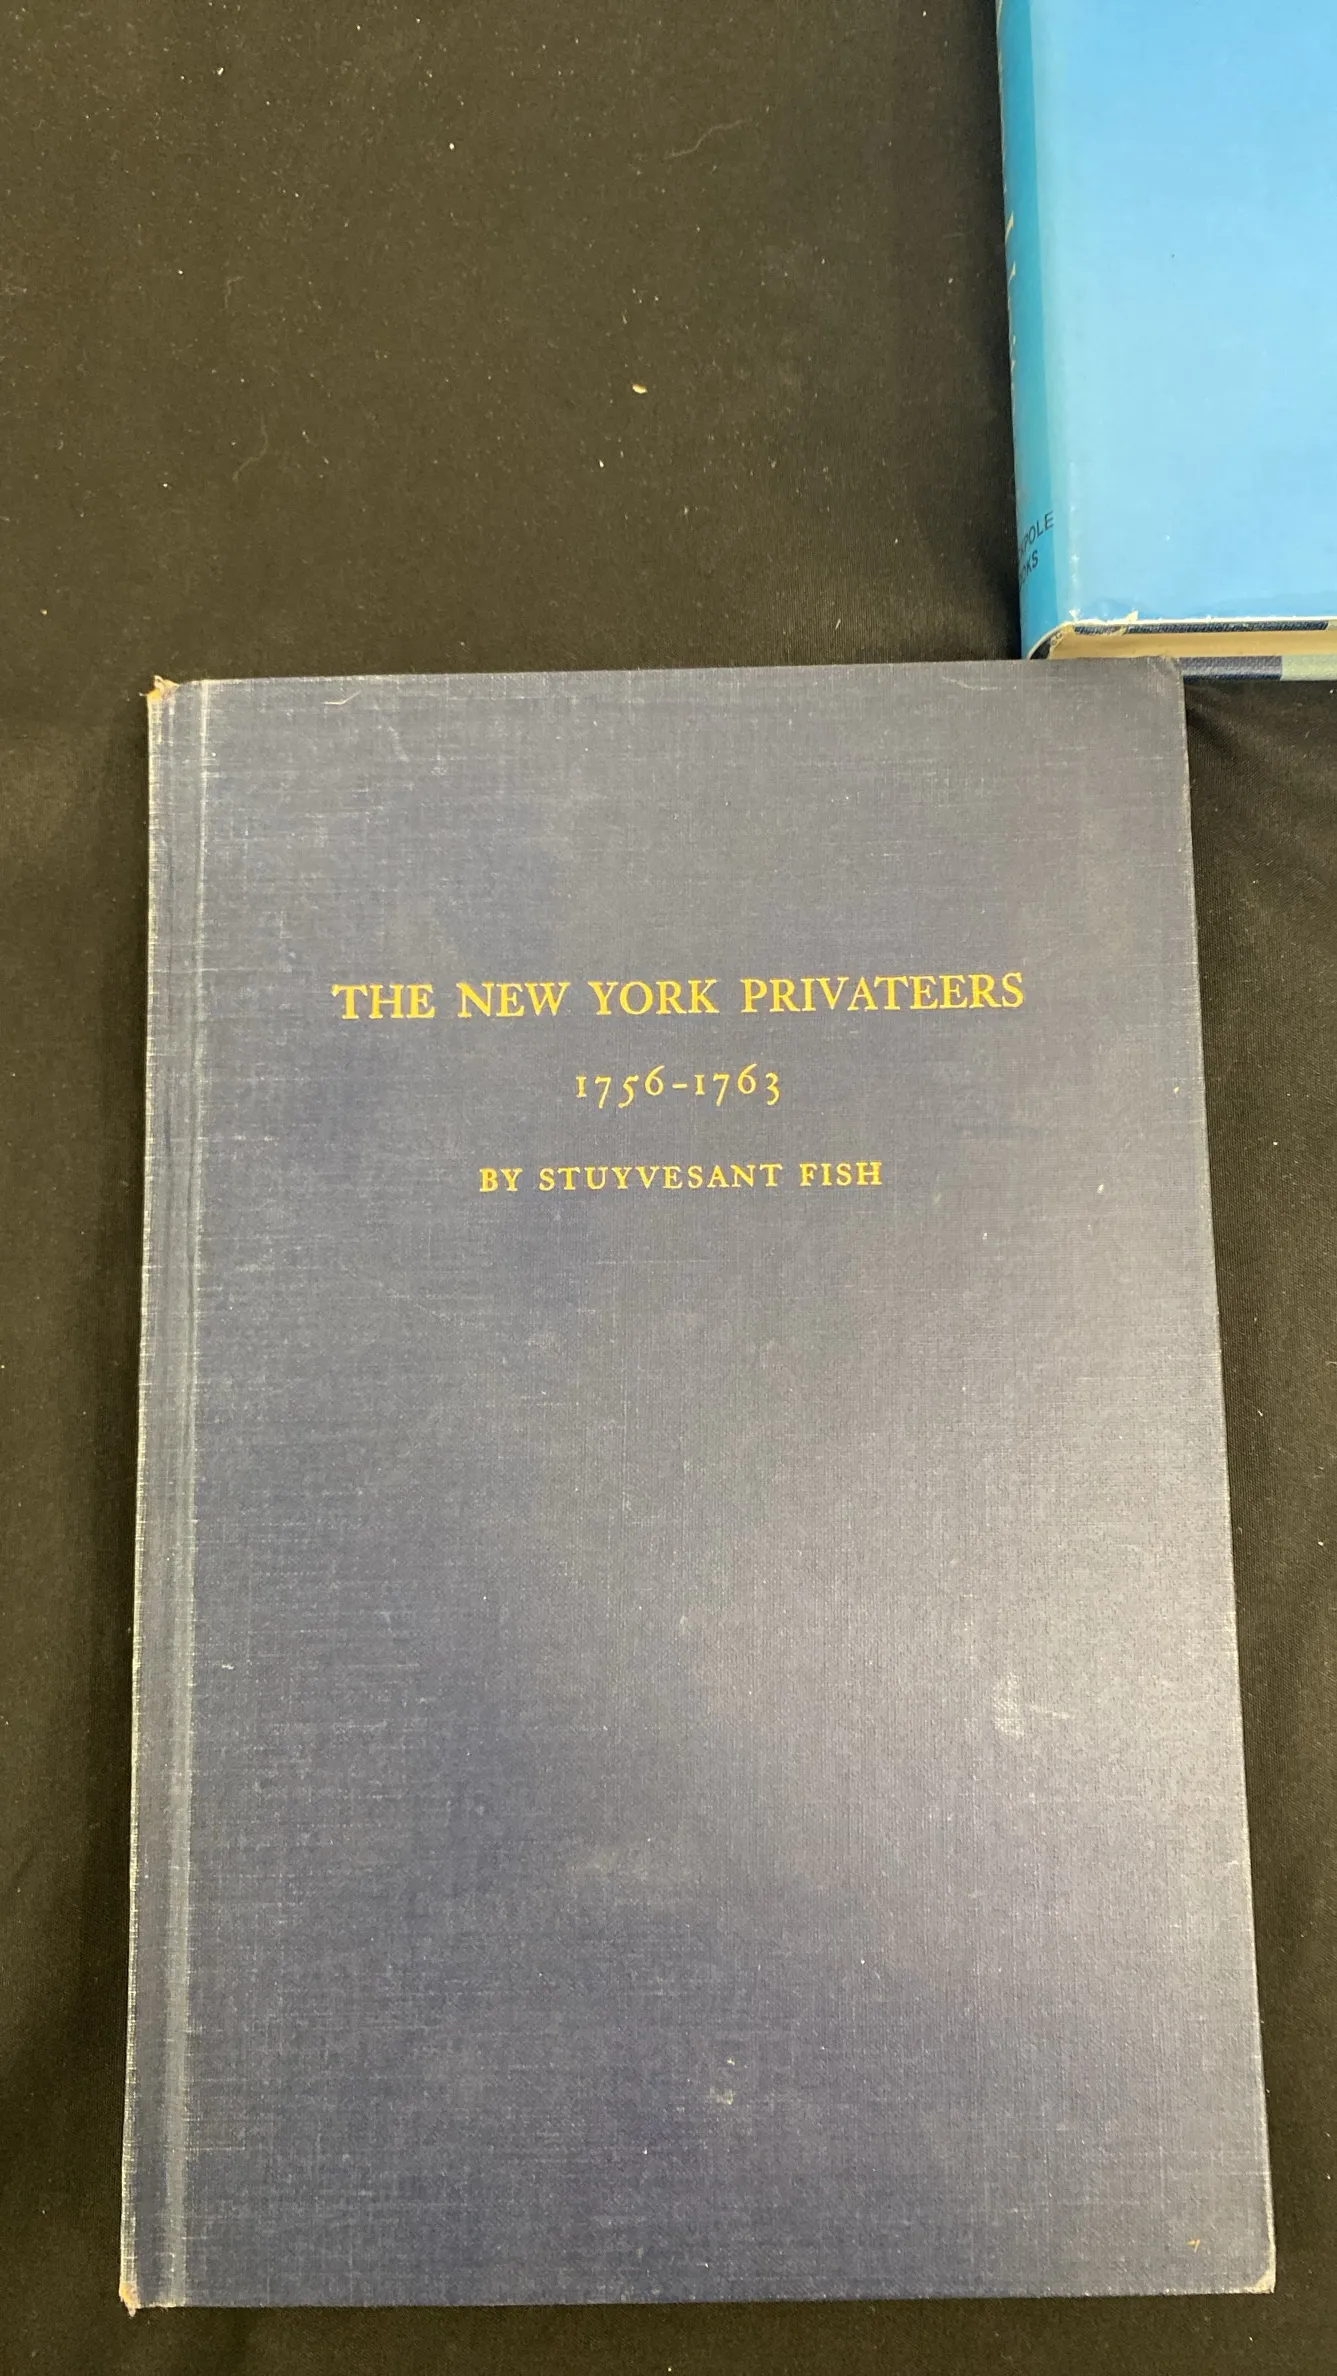 THE NEW YORK PRIVATEERS
1756-1763
BY STUYVESANT FISH